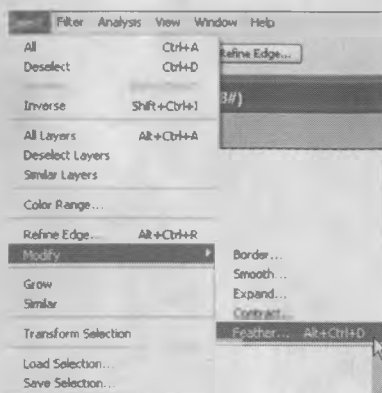 Filter Analysis View Window Help
All Ctrl+A
Deselect Ctrl+D
Refine Edge...
Inverse Shift+Ctrl+I
3#)
All Layers Alt+Ctrl+A
Deselect Layers
Similar Layers
Color Range...
Refine Edge... Alt+Ctrl+R
Modify
Border...
Smooth...
Grow
Expand...
Similar
Contract...
Transform Selection
Feather... Alt+Ctrl+D
Load Selection...
Save Selection...